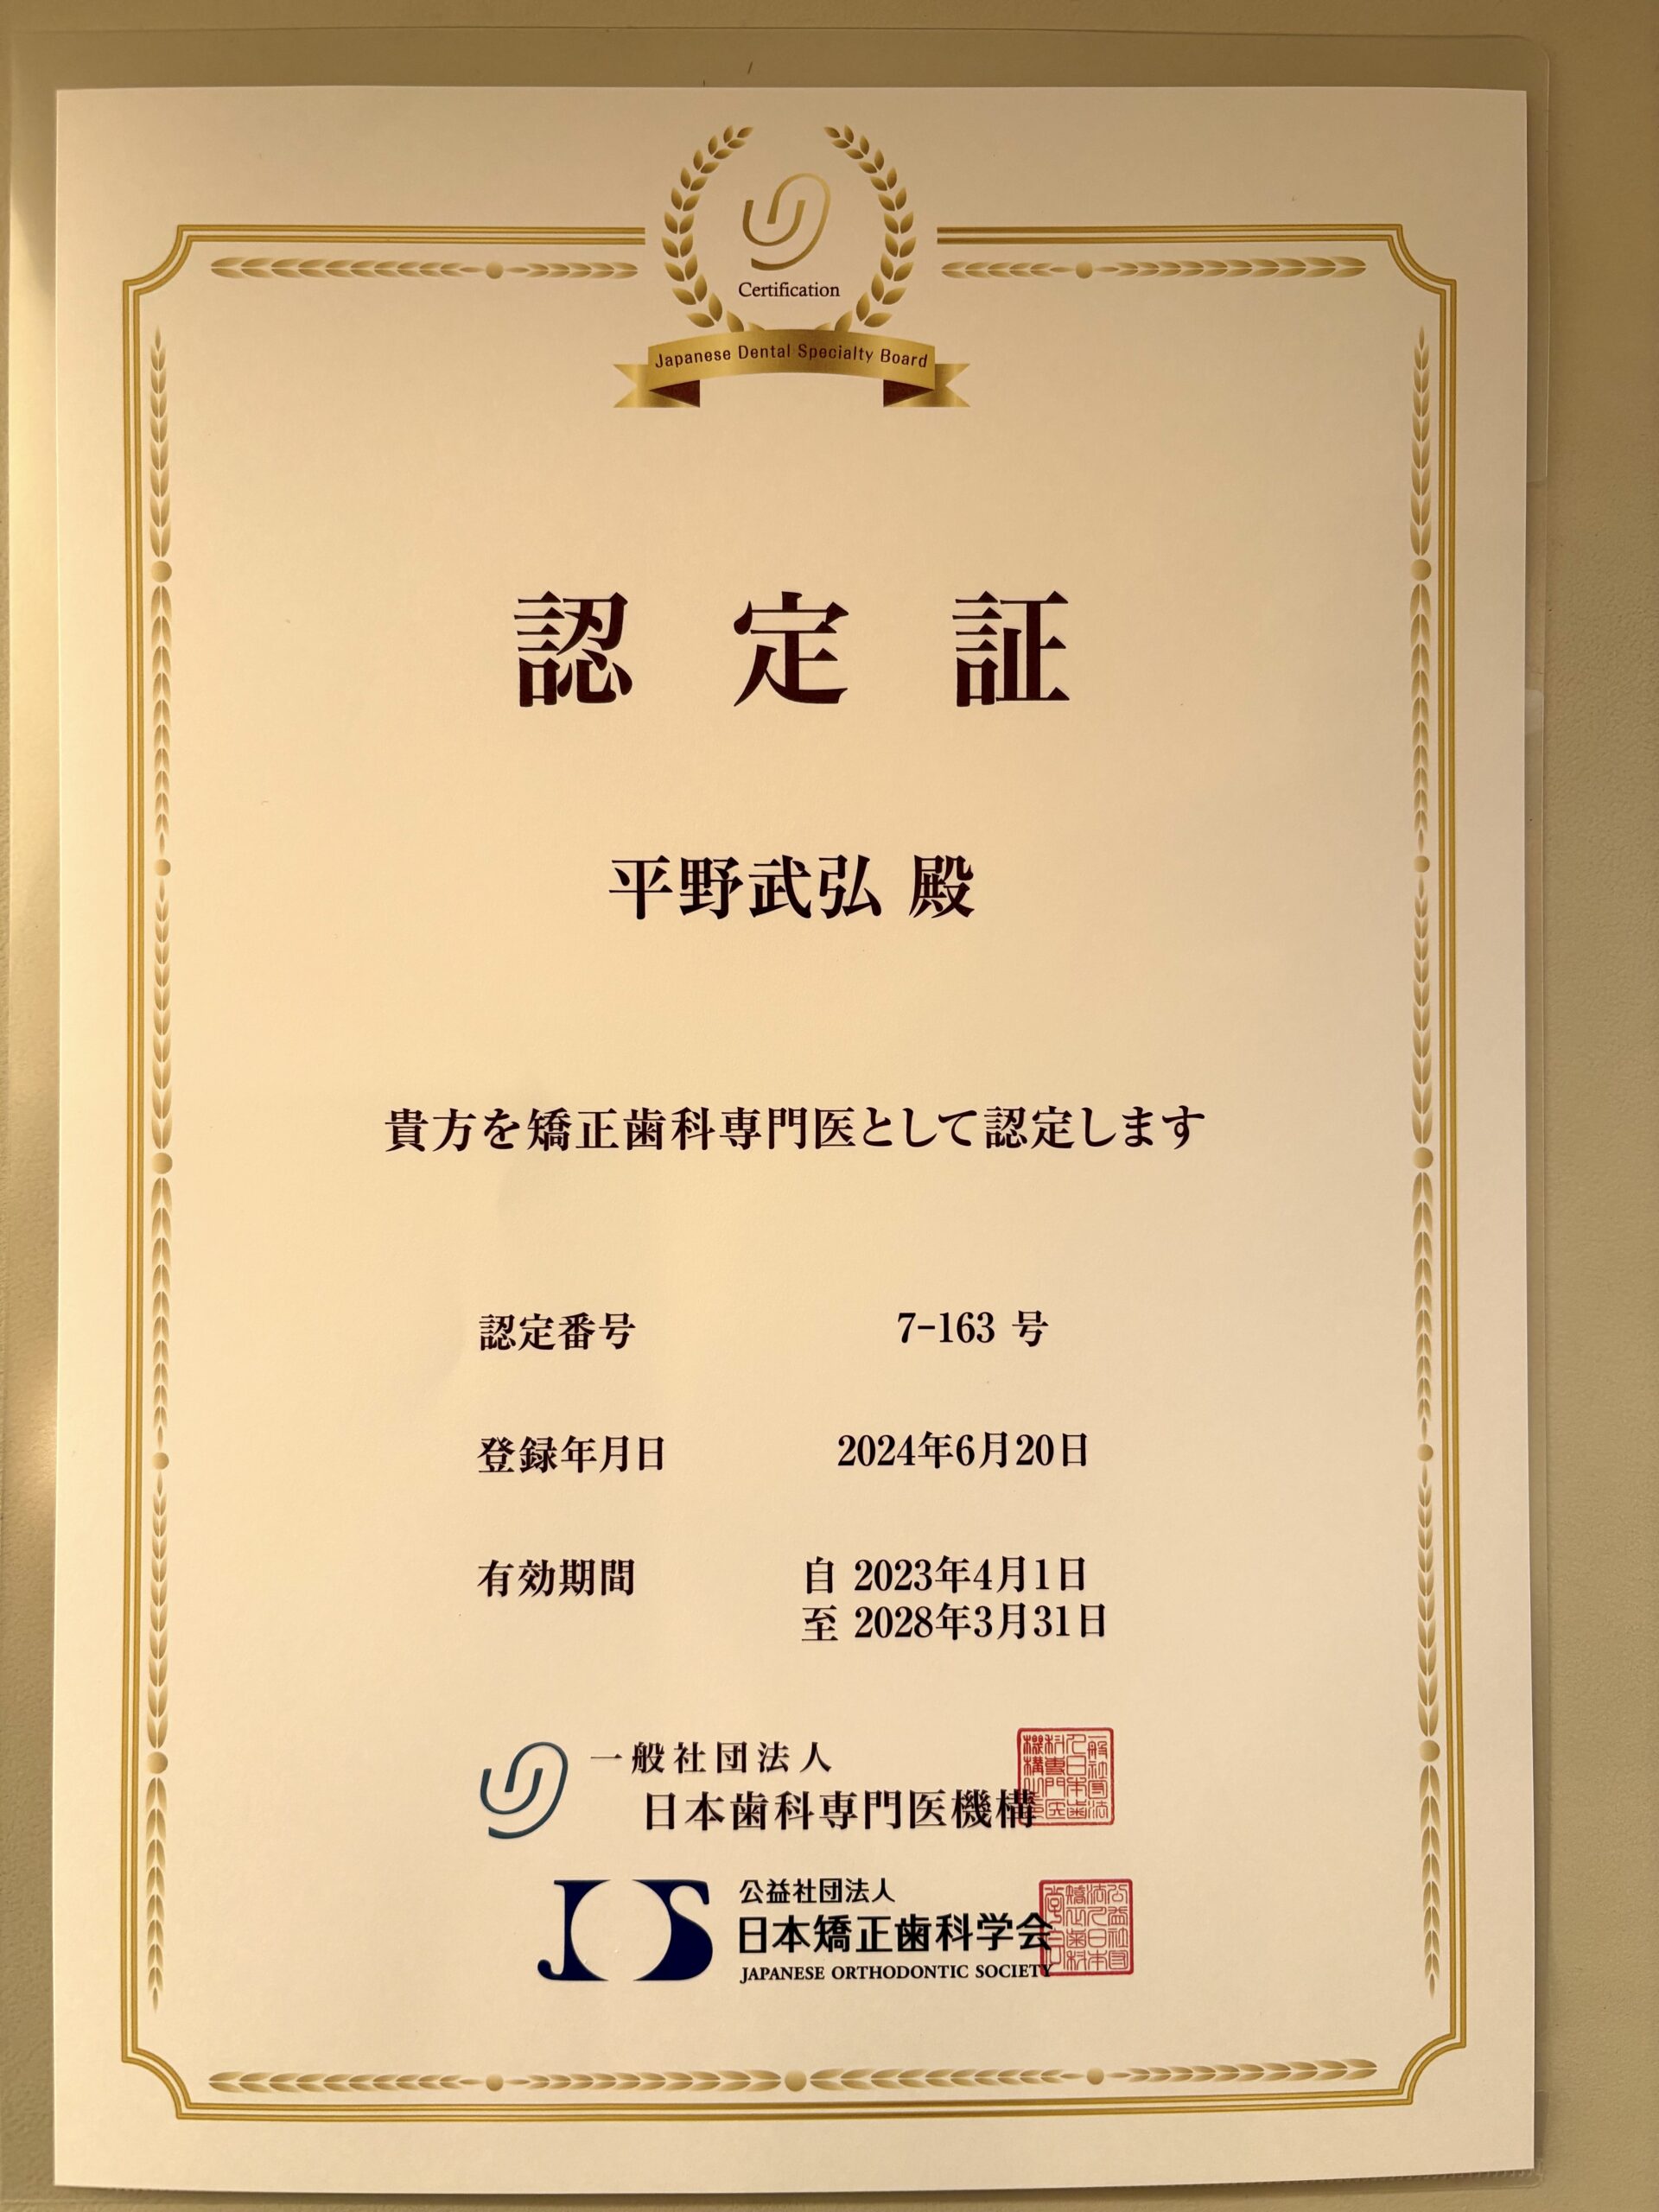 Certification
Japanese Dental Specialty Board
認定証
平野武弘 殿
貴方を矯正歯科専門医として認定します
認定番号 7-163 号
登録年月日 2024年6月20日
有効期間 自 2023年4月1日
至 2028年3月31日
一般社団法人
日本歯科専門医機構
公益社団法人
日本矯正歯科学会
JAPANESE ORTHODONTIC SOCIETY
JOS